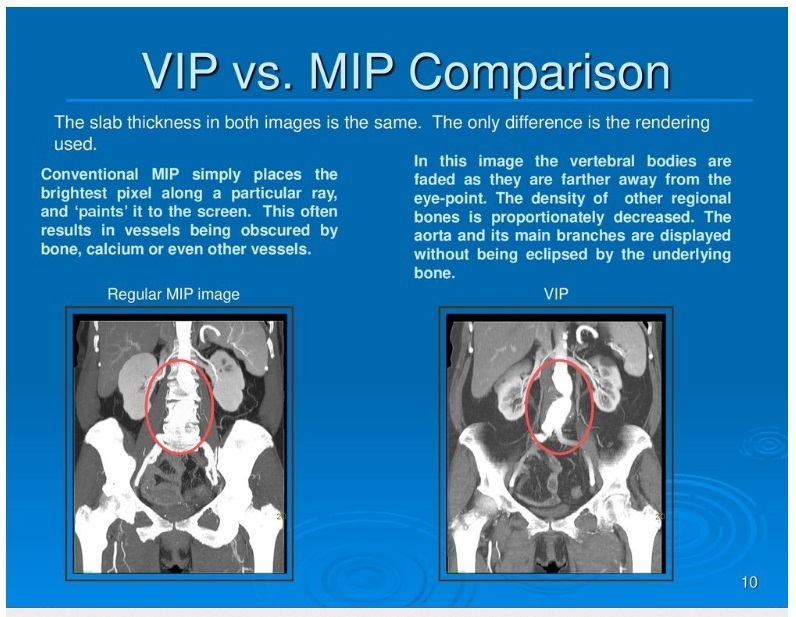 VIP vs. MIP Comparison
The slab thickness in both images is the same.  The only difference is the rendering
used.
Conventional MIP simply places the
brightest pixel along a particular ray,
and ‘paints’ it to the screen.  This often
results in vessels being obscured by
bone, calcium or even other vessels.
In this image the vertebral bodies are
faded as they are farther away from the
eye-point. The density of  other regional
bones is proportionately decreased. The
aorta and its main branches are displayed
without being eclipsed by the underlying
bone.
Regular MIP image
VIP
10